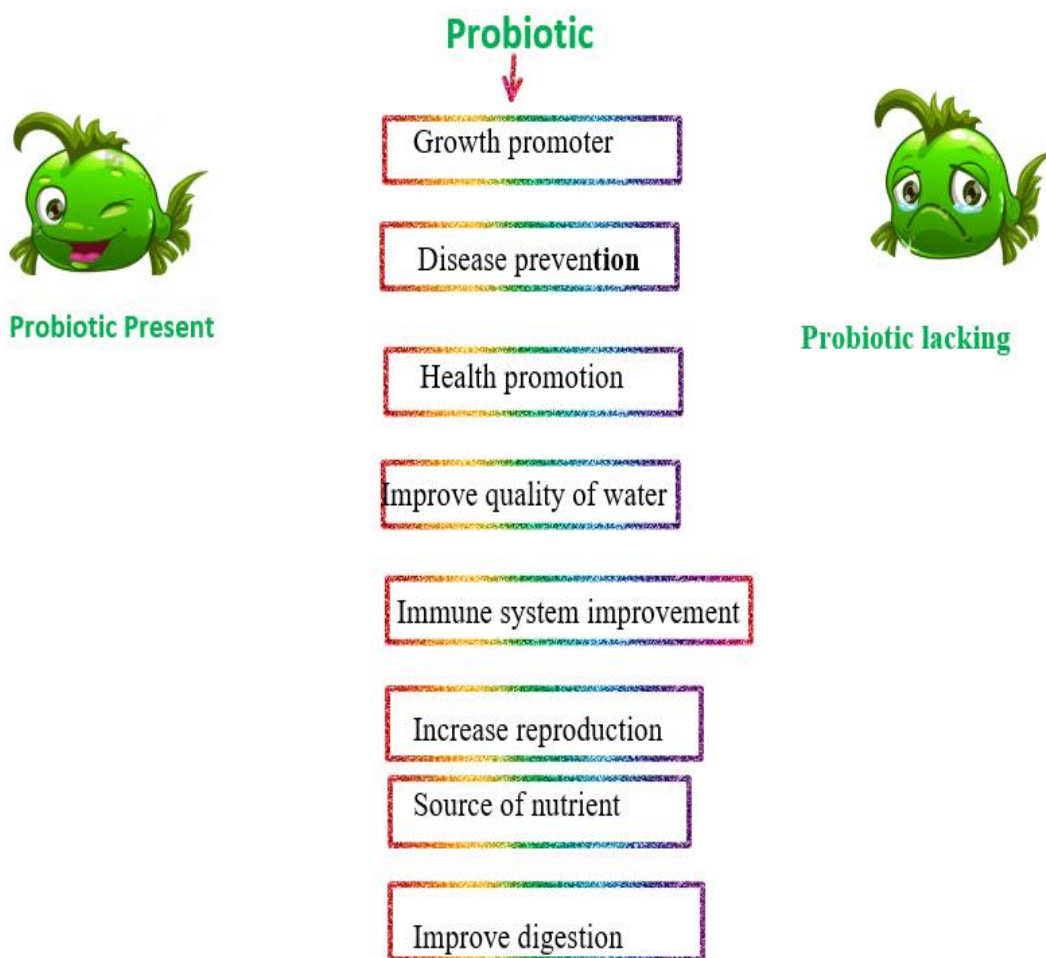 Probiotic
Growth promoter
Disease prevention
Probiotic Present
Probiotic lacking
Health promotion
Improve quality of water
Immune system improvement
Increase reproduction
Source of nutrient
Improve digestion